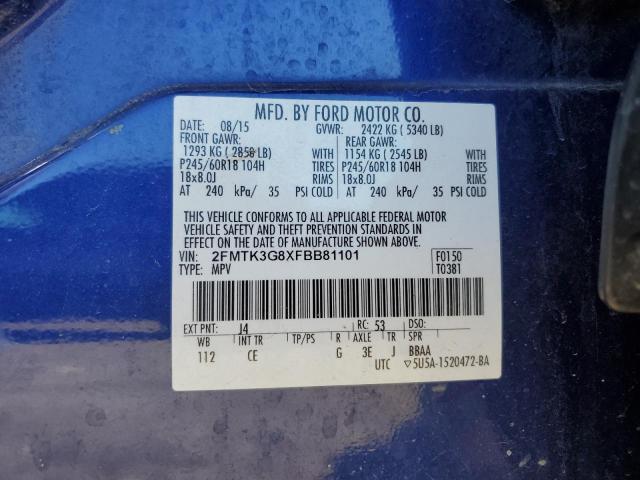 MFD. BY FORD MOTOR CO.
DATE: 08/15 GVWR: 2422 KG ( 5340 LB)
FRONT GAWR: REAR GAWR:
1293 KG ( 2858 LB) WITH 1154 KG ( 2545 LB) WITH
P245/60R18 104H TIRES P245/60R18 104H TIRES
18x8.0J RIMS 18x8.0J RIMS
AT 240 kPa/ 35 PSI COLD AT 240 kPa/ 35 PSI COLD
THIS VEHICLE CONFORMS TO ALL APPLICABLE FEDERAL MOTOR
VEHICLE SAFETY AND THEFT PREVENTION STANDARDS IN
EFFECT ON THE DATE OF MANUFACTURE SHOWN ABOVE.
VIN: 2FMTK3G8XFBB81101 F0150
TYPE: MPV T0381
EXT PNT: J4 RC: 53 DSO:
WB INT TR TP/PS R AXLE TR SPR
112 CE G 3E J BBAA
UTC ▽5U5A-1520472-BA